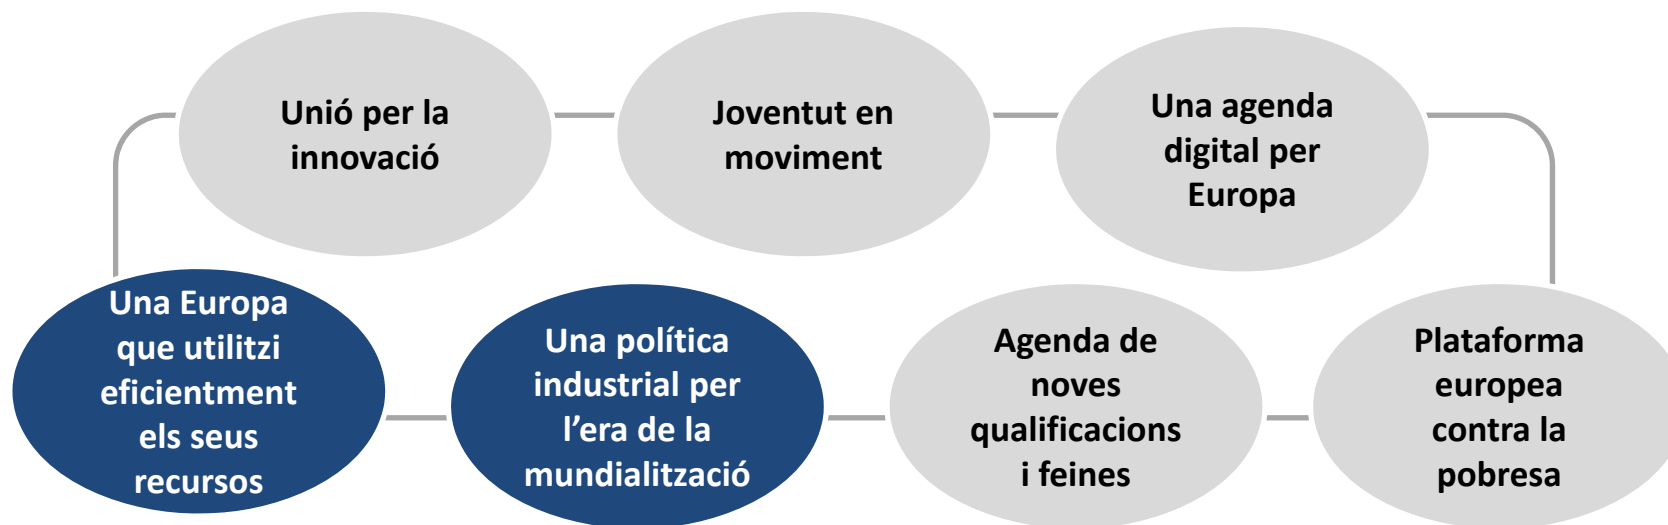 Unió per la
innovació
Joventut en
moviment
Una agenda
digital per
Europa
Una Europa
que utilitzi
eficientment
els seus
recursos
Una política
industrial per
l’era de la
mundialització
Agenda de
noves
qualificacions
i feines
Plataforma
europea
contra la
pobresa